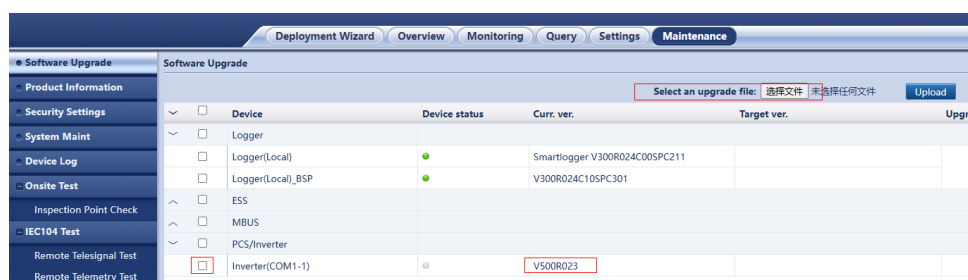 Deployment Wizard Overview Monitoring Query Settings Maintenance
Software Upgrade
Product Information
Security Settings
System Maint
Device Log
Onsite Test
Inspection Point Check
IEC104 Test
Remote Telesignal Test
Remote Telemetry Test
Software Upgrade
Select an upgrade file: 选择文件 未选择任何文件 Upload
Device Device status Curr. ver. Target ver.
Logger
Logger(Local) Smartlogger V300R024C00SPC211
Logger(Local)_BSP V300R024C10SPC301
ESS
MBUS
PCS/Inverter
Inverter(COM1-1) V500R023